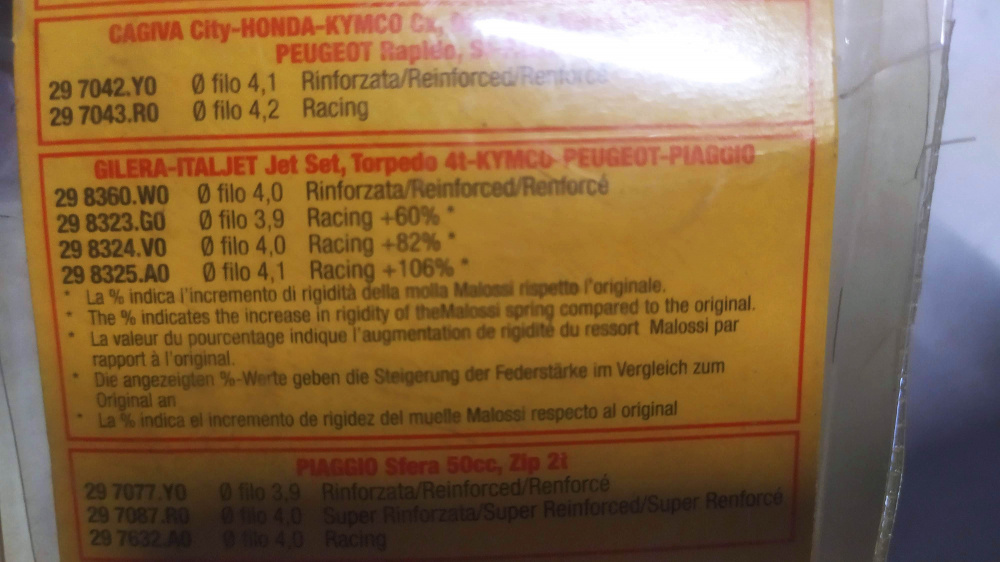 CAGIVA City-HONDA-KYMCO Cx,
PEUGEOT Rapido,
29 7042.Y0 Ø filo 4,1 Rinforzata/Reinforced/Renforcé
29 7043.R0 Ø filo 4,2 Racing
GILERA-ITALJET Jet Set, Torpedo 4t-KYMCO- PEUGEOT-PIAGGIO
29 8360.W0 Ø filo 4,0 Rinforzata/Reinforced/Renforcé
29 8323.G0 Ø filo 3,9 Racing +60% *
29 8324.V0 Ø filo 4,0 Racing +82% *
29 8325.A0 Ø filo 4,1 Racing +106% *
* La % indica l'incremento di rigidità della molla Malossi rispetto l'originale.
* The % indicates the increase in rigidity of theMalossi spring compared to the original.
* La valeur du pourcentage indique l'augmentation de rigidité du ressort Malossi par
rapport à l'original.
* Die angezeigten %-Werte geben die Steigerung der Federstärke im Vergleich zum
Original an
* La % indica el incremento de rigidez del muelle Malossi respecto al original
PIAGGIO Sfera 50cc, Zip 2t
29 7077.Y0 Ø filo 3,9 Rinforzata/Reinforced/Renforcé
29 7087.R0 Ø filo 4,0 Super Rinforzata/Super Reinforced/Super Renforcé
29 7632.A0 Ø filo 4,0 Racing